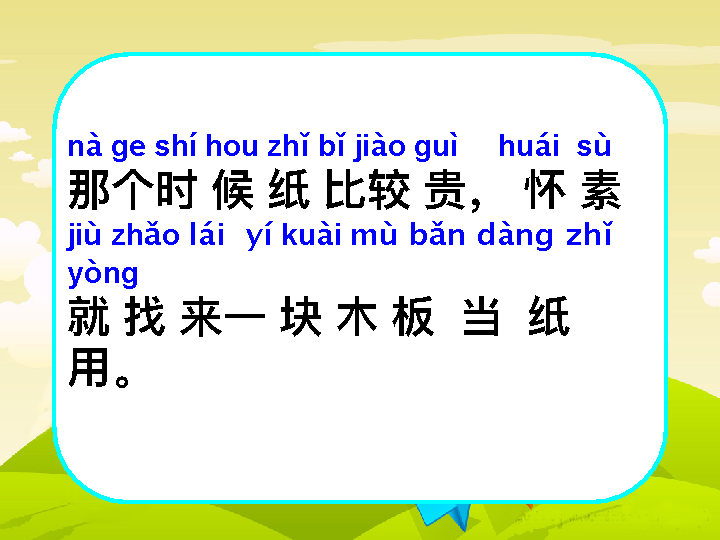 nà ge shí hou zhǐ bǐ jiào guì huái sù
那个时 候 纸 比较 贵， 怀 素
jiù zhǎo lái yí kuài mù bǎn dàng zhǐ
yòng
就 找 来一 块 木 板 当 纸
用。